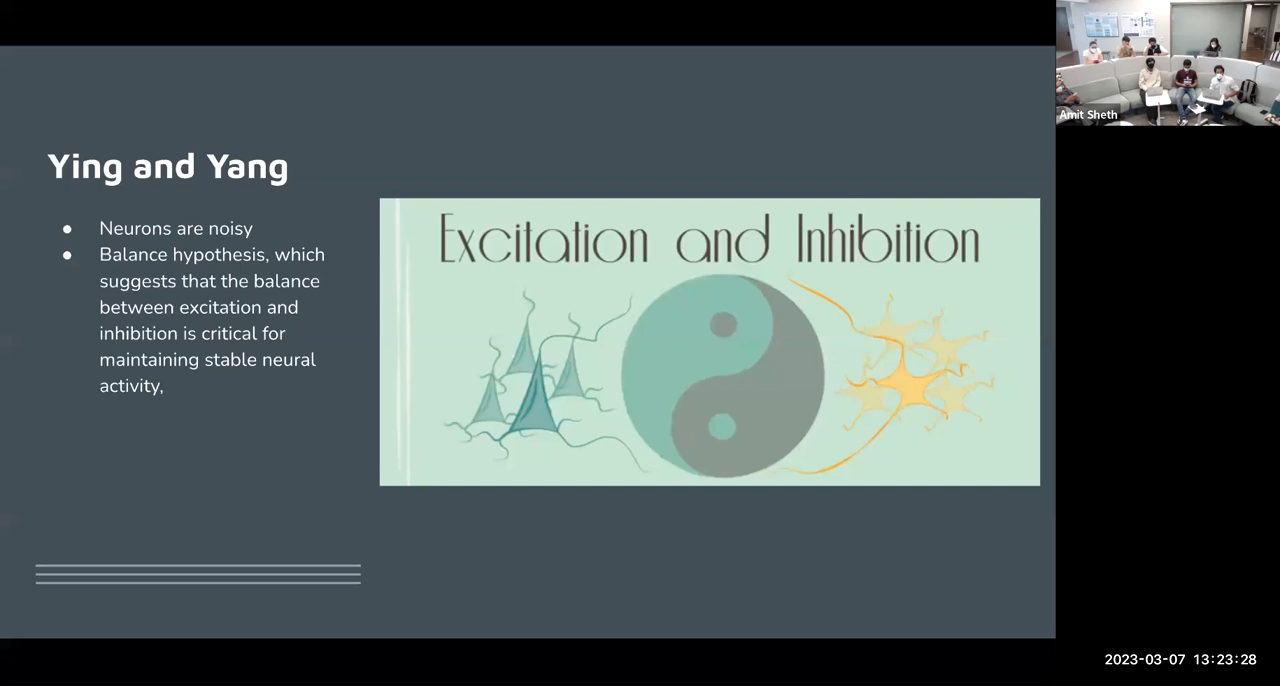 Ying and Yang
● Neurons are noisy
● Balance hypothesis, which
suggests that the balance
between excitation and
inhibition is critical for
maintaining stable neural
activity,
Excitation and Inhibition
Amit Sheth
2023-03-07 13:23:28